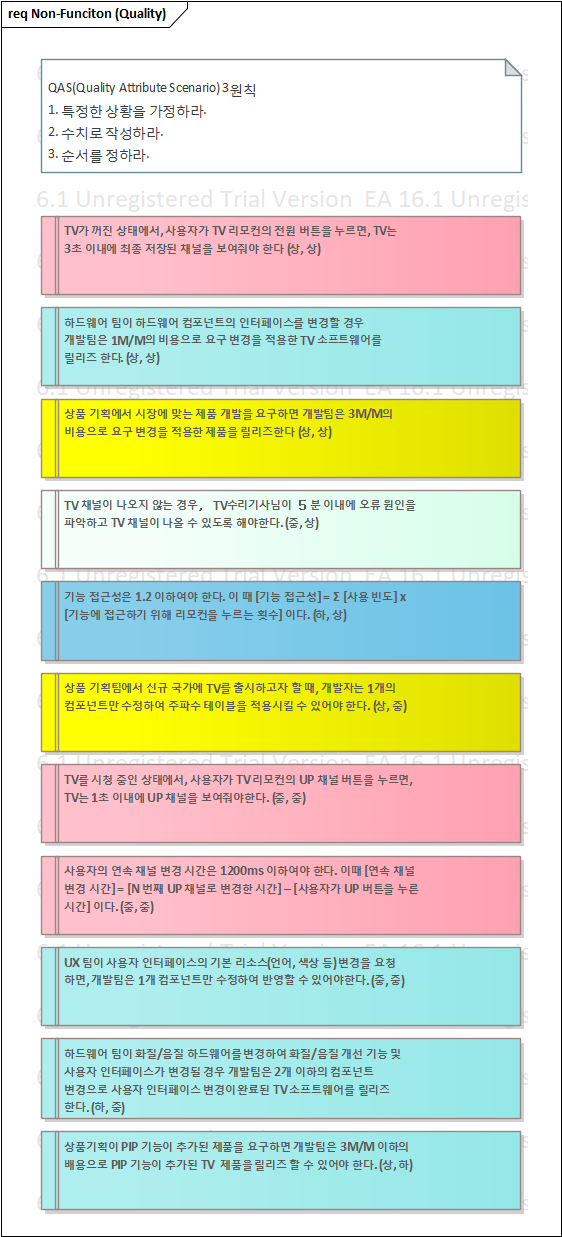 req Non-Funciton (Quality)
QAS(Quality Attribute Scenario) 3원칙
1. 특정한 상황을 가정하라.
2. 수치로 작성하라.
3. 순서를 정하라.
6.1 Unregistered Trial Version EA 16.1 Unregis
TV가 꺼진 상태에서, 사용자가 TV 리모컨의 전원 버튼을 누르면, TV는
3초 이내에 최종 저장된 채널을 보여줘야 한다 (상, 상)
하드웨어 팀이 하드웨어 컴포넌트의 인터페이스를 변경할 경우
개발팀은 1M/M의 비용으로 요구 변경을 적용한 TV 소프트웨어를
릴리즈 한다. (상, 상)
상품 기획에서 시장에 맞는 제품 개발을 요구하면 개발팀은 3M/M의
비용으로 요구 변경을 적용한 제품을 릴리즈한다 (상, 상)
TV 채널이 나오지 않는 경우, TV수리기사님이 5 분 이내에 오류 원인을
파악하고 TV 채널이 나올 수 있도록 해야한다. (중, 상)
기능 접근성은 1.2 이하여야 한다. 이 때 [기능 접근성] = Σ [사용 빈도] x
[기능에 접근하기 위해 리모컨을 누르는 횟수] 이다. (하, 상)
상품 기획팀에서 신규 국가에 TV를 출시하고자 할 때, 개발자는 1개의
컴포넌트만 수정하여 주파수 테이블을 적용시킬 수 있어야 한다. (상, 중)
TV를 시청 중인 상태에서, 사용자가 TV 리모컨의 UP 채널 버튼을 누르면,
TV는 1초 이내에 UP 채널을 보여줘야한다. (중, 중)
사용자의 연속 채널 변경 시간은 1200ms 이하여야 한다. 이때 [연속 채널
변경 시간] = [N 번째 UP 채널로 변경한 시간] – [사용자가 UP 버튼을 누른
시간] 이다. (중, 중)
UX 팀이 사용자 인터페이스의 기본 리소스(언어, 색상 등) 변경을 요청
하면, 개발팀은 1개 컴포넌트만 수정하여 반영할 수 있어야한다. (중, 중)
하드웨어 팀이 화질/음질 하드웨어를 변경하여 화질/음질 개선 기능 및
사용자 인터페이스가 변경될 경우 개발팀은 2개 이하의 컴포넌트
변경으로 사용자 인터페이스 변경이 완료된 TV 소프트웨어를 릴리즈
한다. (하, 중)
상품기획이 PIP 기능이 추가된 제품을 요구하면 개발팀은 3M/M 이하의
배용으로 PIP 기능이 추가된 TV 제품을 릴리즈 할 수 있어야 한다. (상, 하)